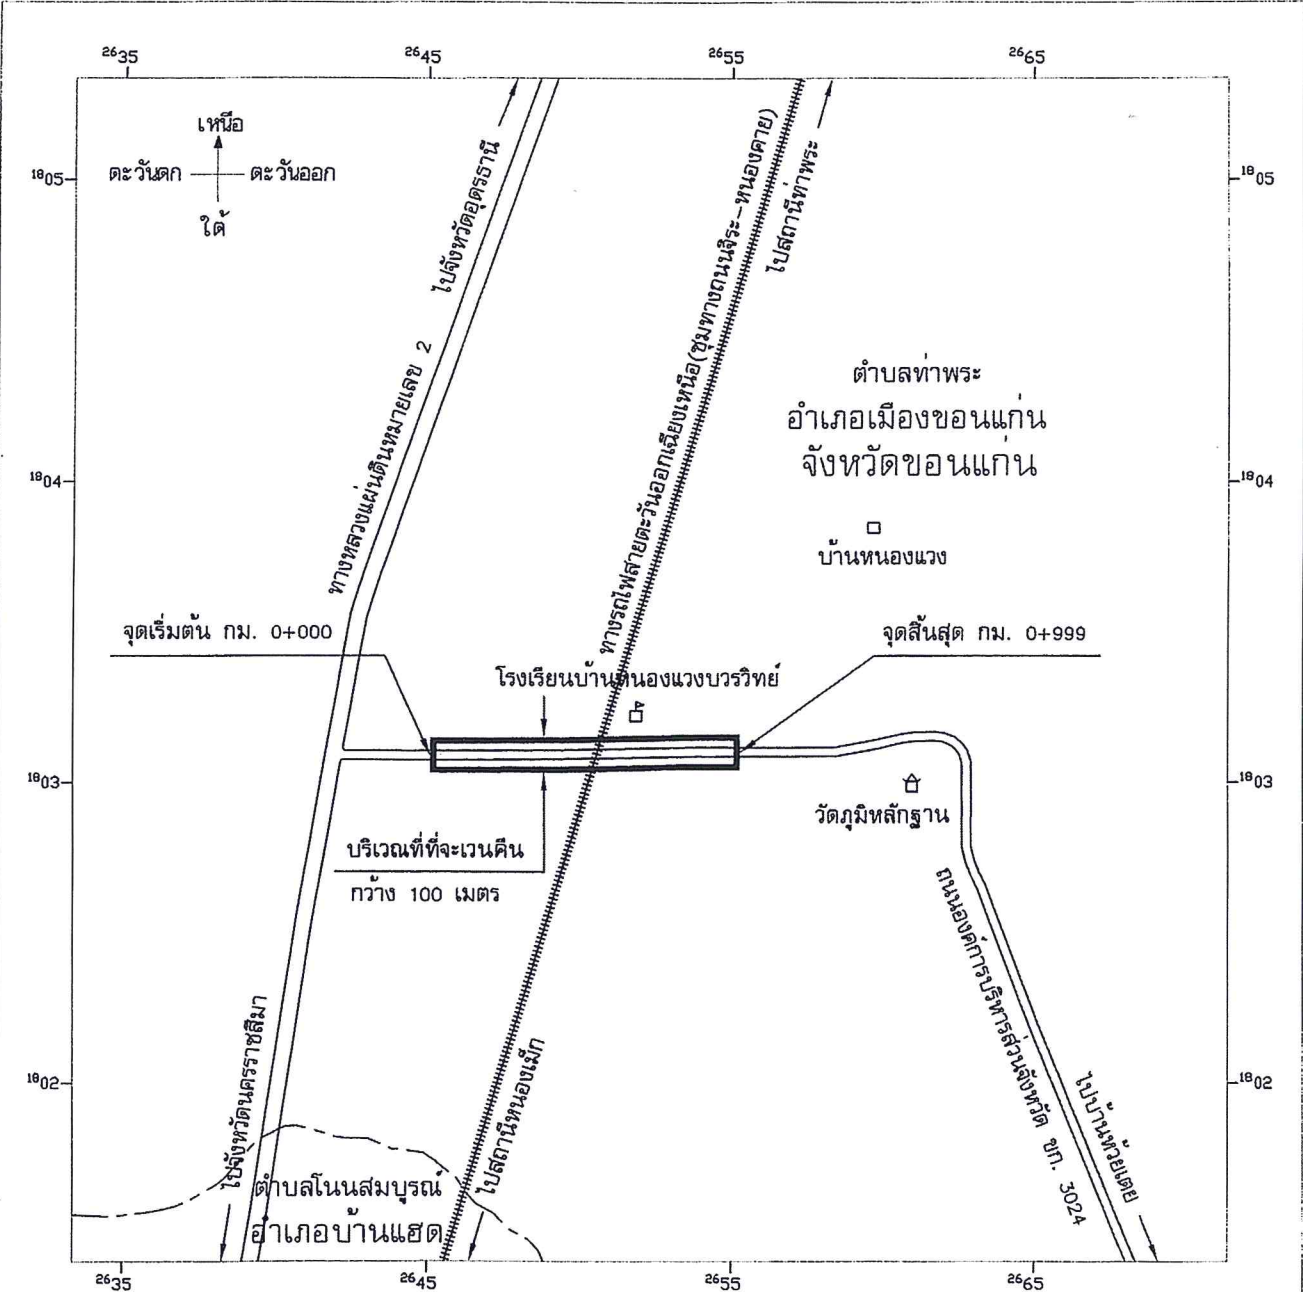 2635 2645 2655 2665
เหนือ
ตะวันตก ตะวันออก
ใต้
1805 1805
ไปจังหวัดอุดรธานี
ทางหลวงแผ่นดินหมายเลข 2
ทางรถไฟสายตะวันออกเฉียงเหนือ(ชุมทางถนนจิระ-หนองคาย)
ไปสถานีท่าพระ
ตำบลท่าพระ
อำเภอเมืองขอนแก่น
จังหวัดขอนแก่น
1804 1804
บ้านหนองแวง
จุดเริ่มต้น กม. 0+000
จุดสิ้นสุด กม. 0+999
โรงเรียนบ้านหนองแวงบวรวิทย์
1803 1803
วัดภูมิหลักฐาน
บริเวณที่ที่จะเวนคืน
กว้าง 100 เมตร
ถนนองค์การบริหารส่วนจังหวัด ขก. 3024
ไปจังหวัดนครราชสีมา
ไปสถานีหนองเม็ก
ไปบ้านห้วยเตย
1802 1802
ตำบลโนนสมบูรณ์
อำเภอบ้านแฮด
2635 2645 2655 2665